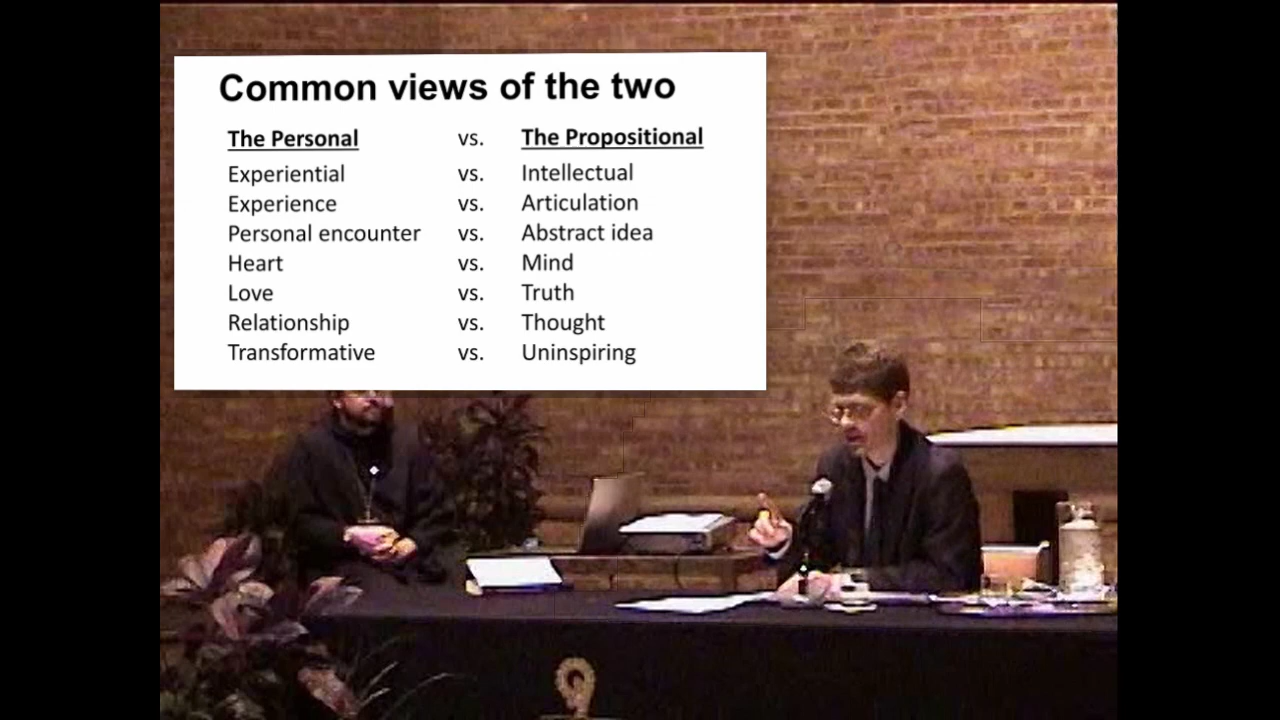 Common views of the two
The Personal vs. The Propositional
Experiential vs. Intellectual
Experience vs. Articulation
Personal encounter vs. Abstract idea
Heart vs. Mind
Love vs. Truth
Relationship vs. Thought
Transformative vs. Uninspiring